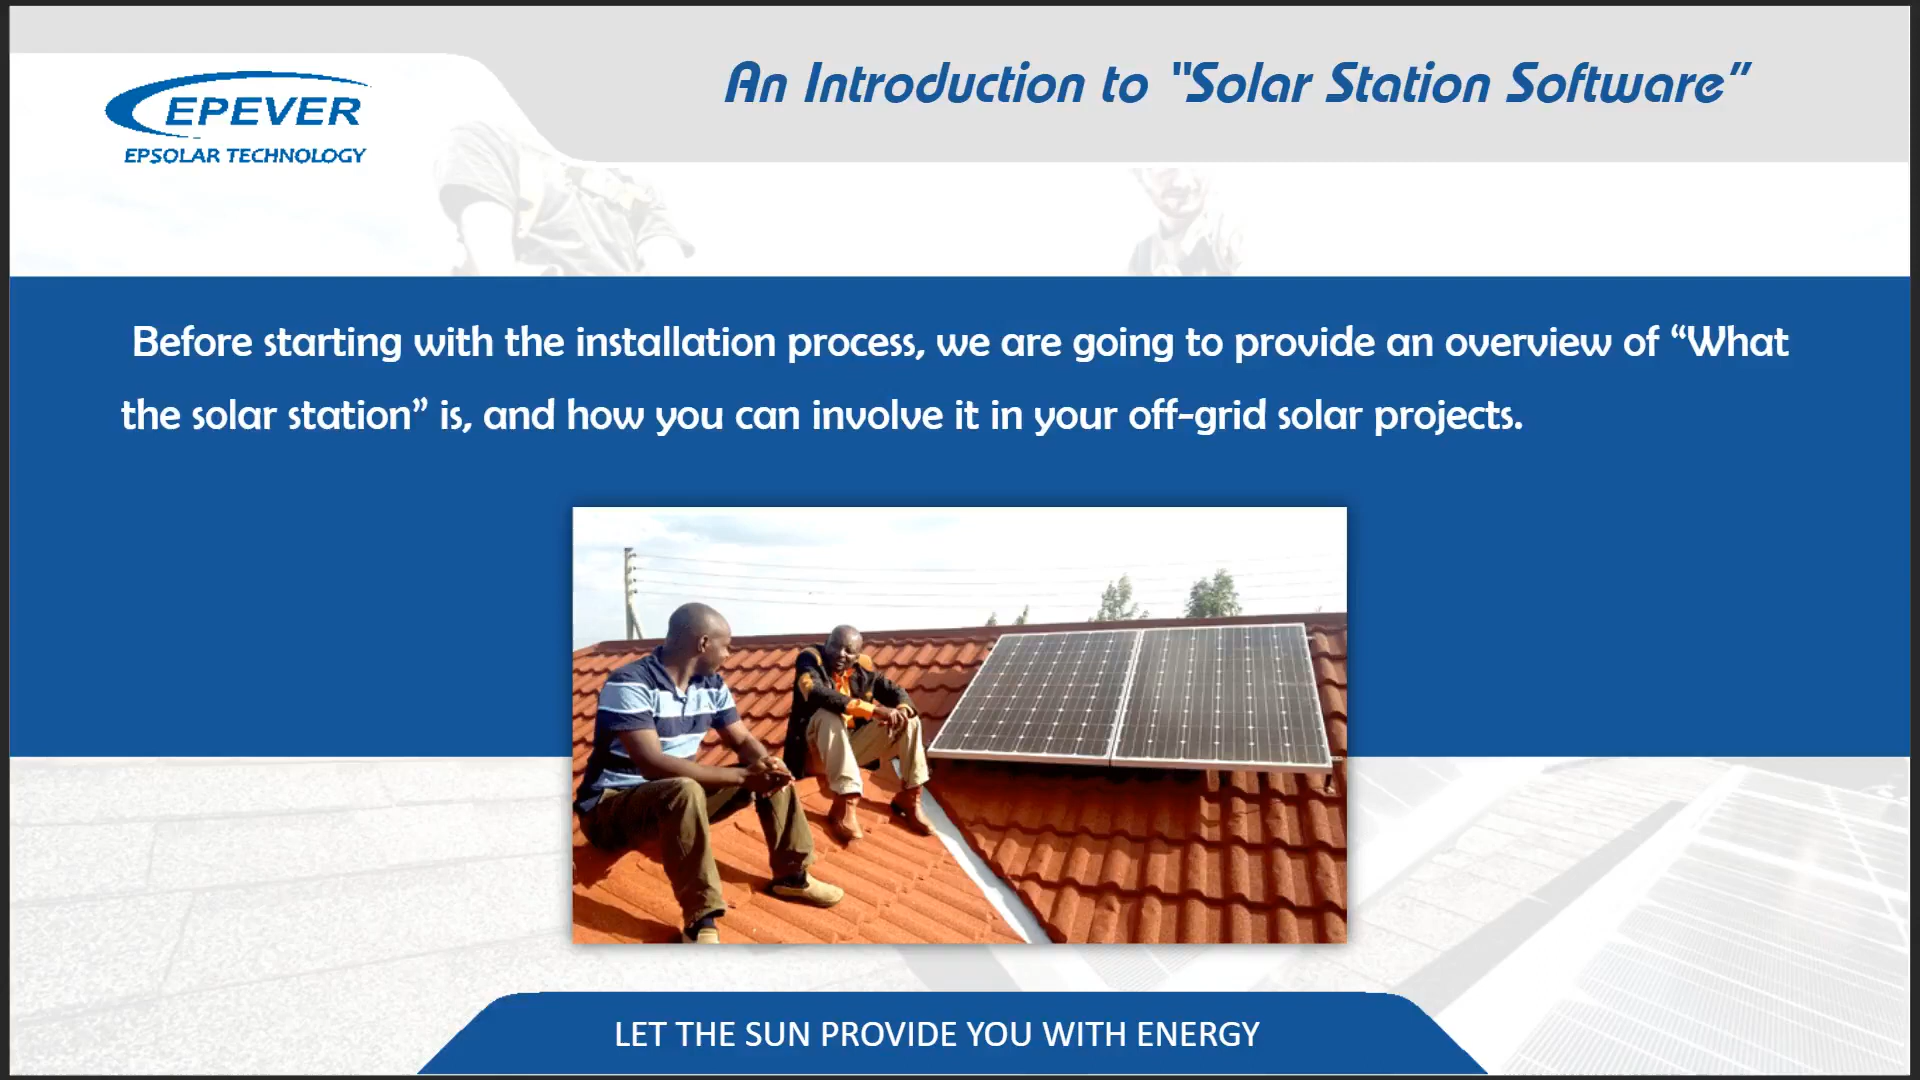 EPEVER
EPSOLAR TECHNOLOGY
An Introduction to "Solar Station Software”
Before starting with the installation process, we are going to provide an overview of “What
the solar station” is, and how you can involve it in your off-grid solar projects.
LET THE SUN PROVIDE YOU WITH ENERGY